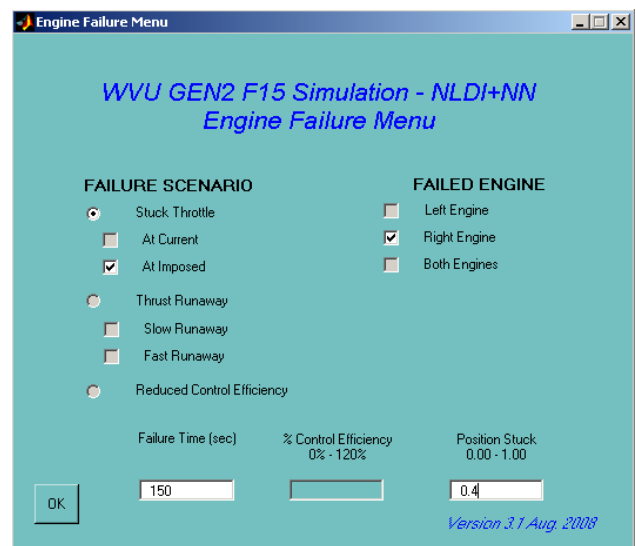 Engine Failure Menu
WVU GEN2 F15 Simulation - NLDI+NN
Engine Failure Menu
FAILURE SCENARIO
Stuck Throttle
At Current
At Imposed
Thrust Runaway
Slow Runaway
Fast Runaway
Reduced Control Efficiency
FAILED ENGINE
Left Engine
Right Engine
Both Engines
Failure Time (sec)
150
% Control Efficiency
0% - 120%
Position Stuck
0.00 - 1.00
0.4
OK
Version 3.1 Aug. 2008